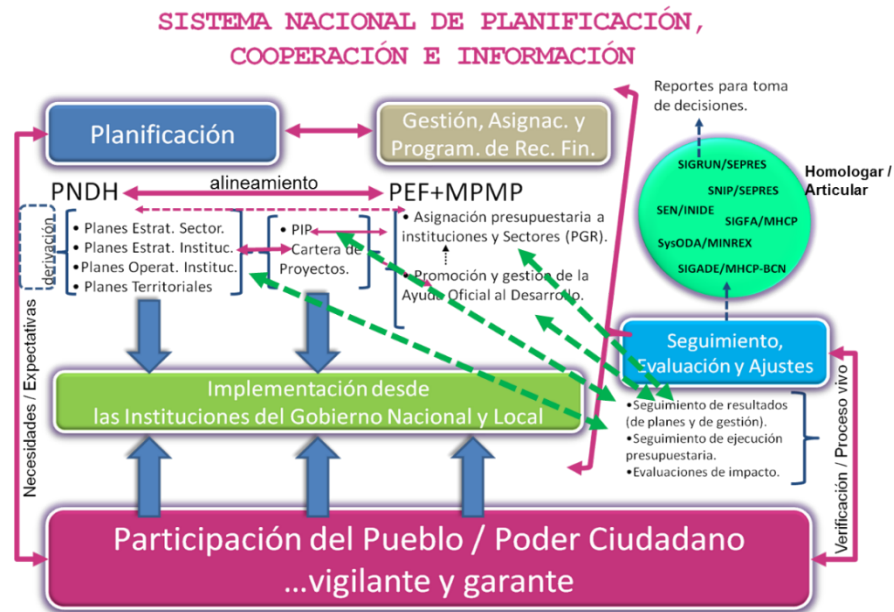 SISTEMA NACIONAL DE PLANIFICACIÓN,
COOPERACIÓN E INFORMACIÓN
Planificación
Gestión, Asignac. y
Program. de Rec. Fin.
Reportes para toma
de decisiones.
SIGRUN/SEPRES
SNIP/SEPRES
SEN/INIDE
SIGFA/MHCP
SysODA/MINREX
SIGADE/MHCP-BCN
Homologar /
Articular
PNDH
alineamiento
PEF+MPMP
derivación
• Planes Estrat. Sector.
• Planes Estrat. Instituc.
• Planes Operat. Instituc.
• Planes Territoriales
• PIP
• Cartera de
Proyectos.
• Asignación presupuestaria a
instituciones y Sectores (PGR).
• Promoción y gestión de la
Ayuda Oficial al Desarrollo.
Seguimiento,
Evaluación y Ajustes
Implementación desde
las Instituciones del Gobierno Nacional y Local
•Seguimiento de resultados
(de planes y de gestión).
•Seguimiento de ejecución
presupuestaria.
•Evaluaciones de impacto.
Necesidades / Expectativas
Verificación / Proceso vivo
Participación del Pueblo / Poder Ciudadano
...vigilante y garante